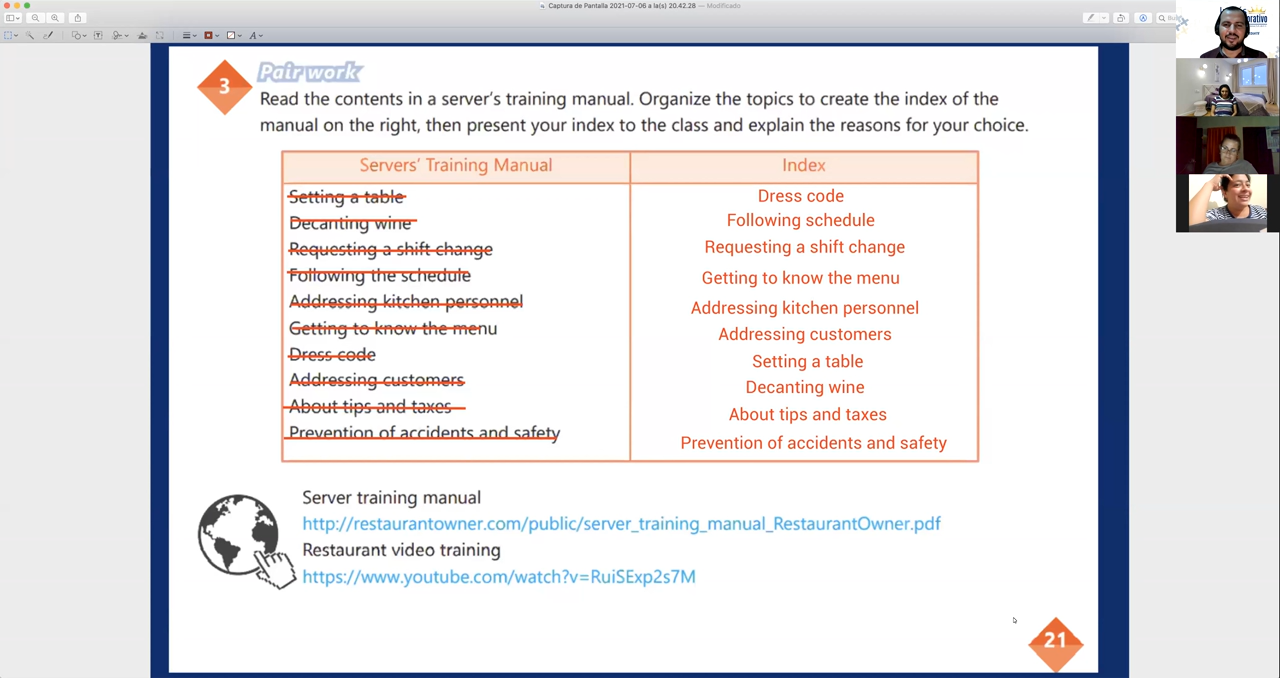 Captura de Pantalla 2021-07-06 a la(s) 20.42.28 — Modificado
3
Pair work
Read the contents in a server's training manual. Organize the topics to create the index of the
manual on the right, then present your index to the class and explain the reasons for your choice.
Servers' Training Manual
Index
Setting a table
Dress code
Decanting wine
Following schedule
Requesting a shift change
Requesting a shift change
Following the schedule
Getting to know the menu
Addressing kitchen personnel
Addressing kitchen personnel
Getting to know the menu
Addressing customers
Dress code
Setting a table
Addressing customers
Decanting wine
About tips and taxes
About tips and taxes
Prevention of accidents and safety
Prevention of accidents and safety
Server training manual
http://restaurantowner.com/public/server_training_manual_RestaurantOwner.pdf
Restaurant video training
https://www.youtube.com/watch?v=RuiSExp2s7M
21